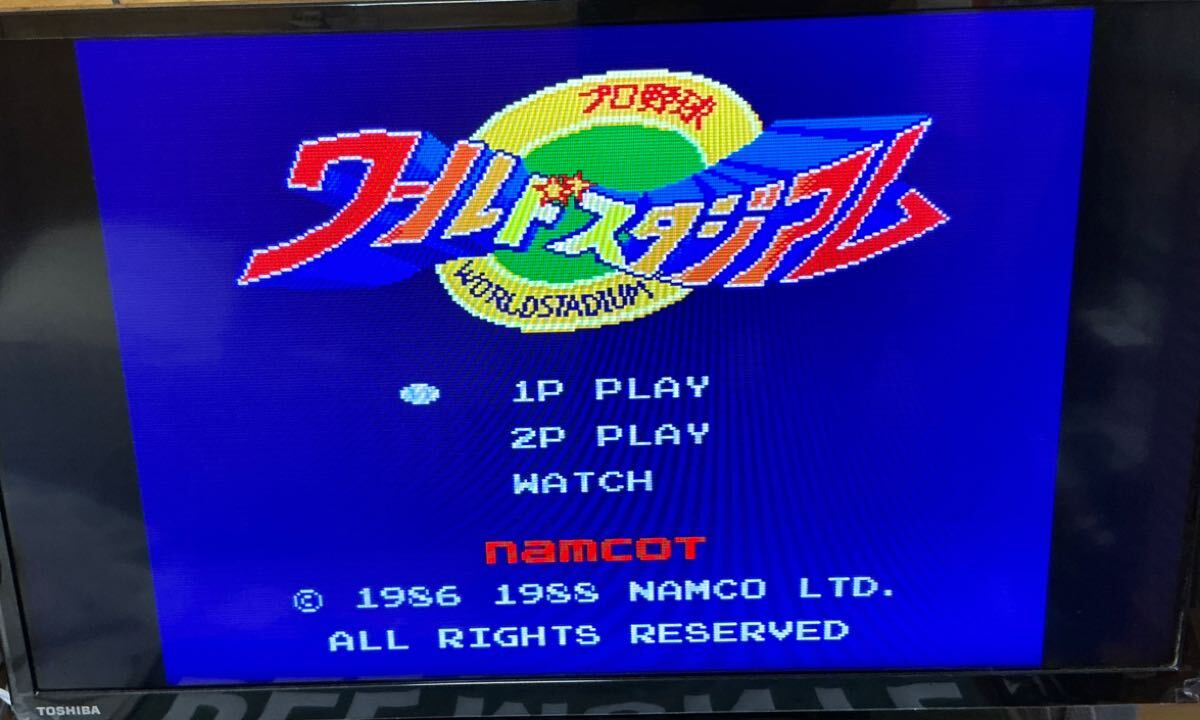 プロ野球
ワールドスタジアム
WORLDSTADIUM
1P PLAY
2P PLAY
WATCH
namcoT
© 1986 1988 NAMCO LTD.
ALL RIGHTS RESERVED
TOSHIBA